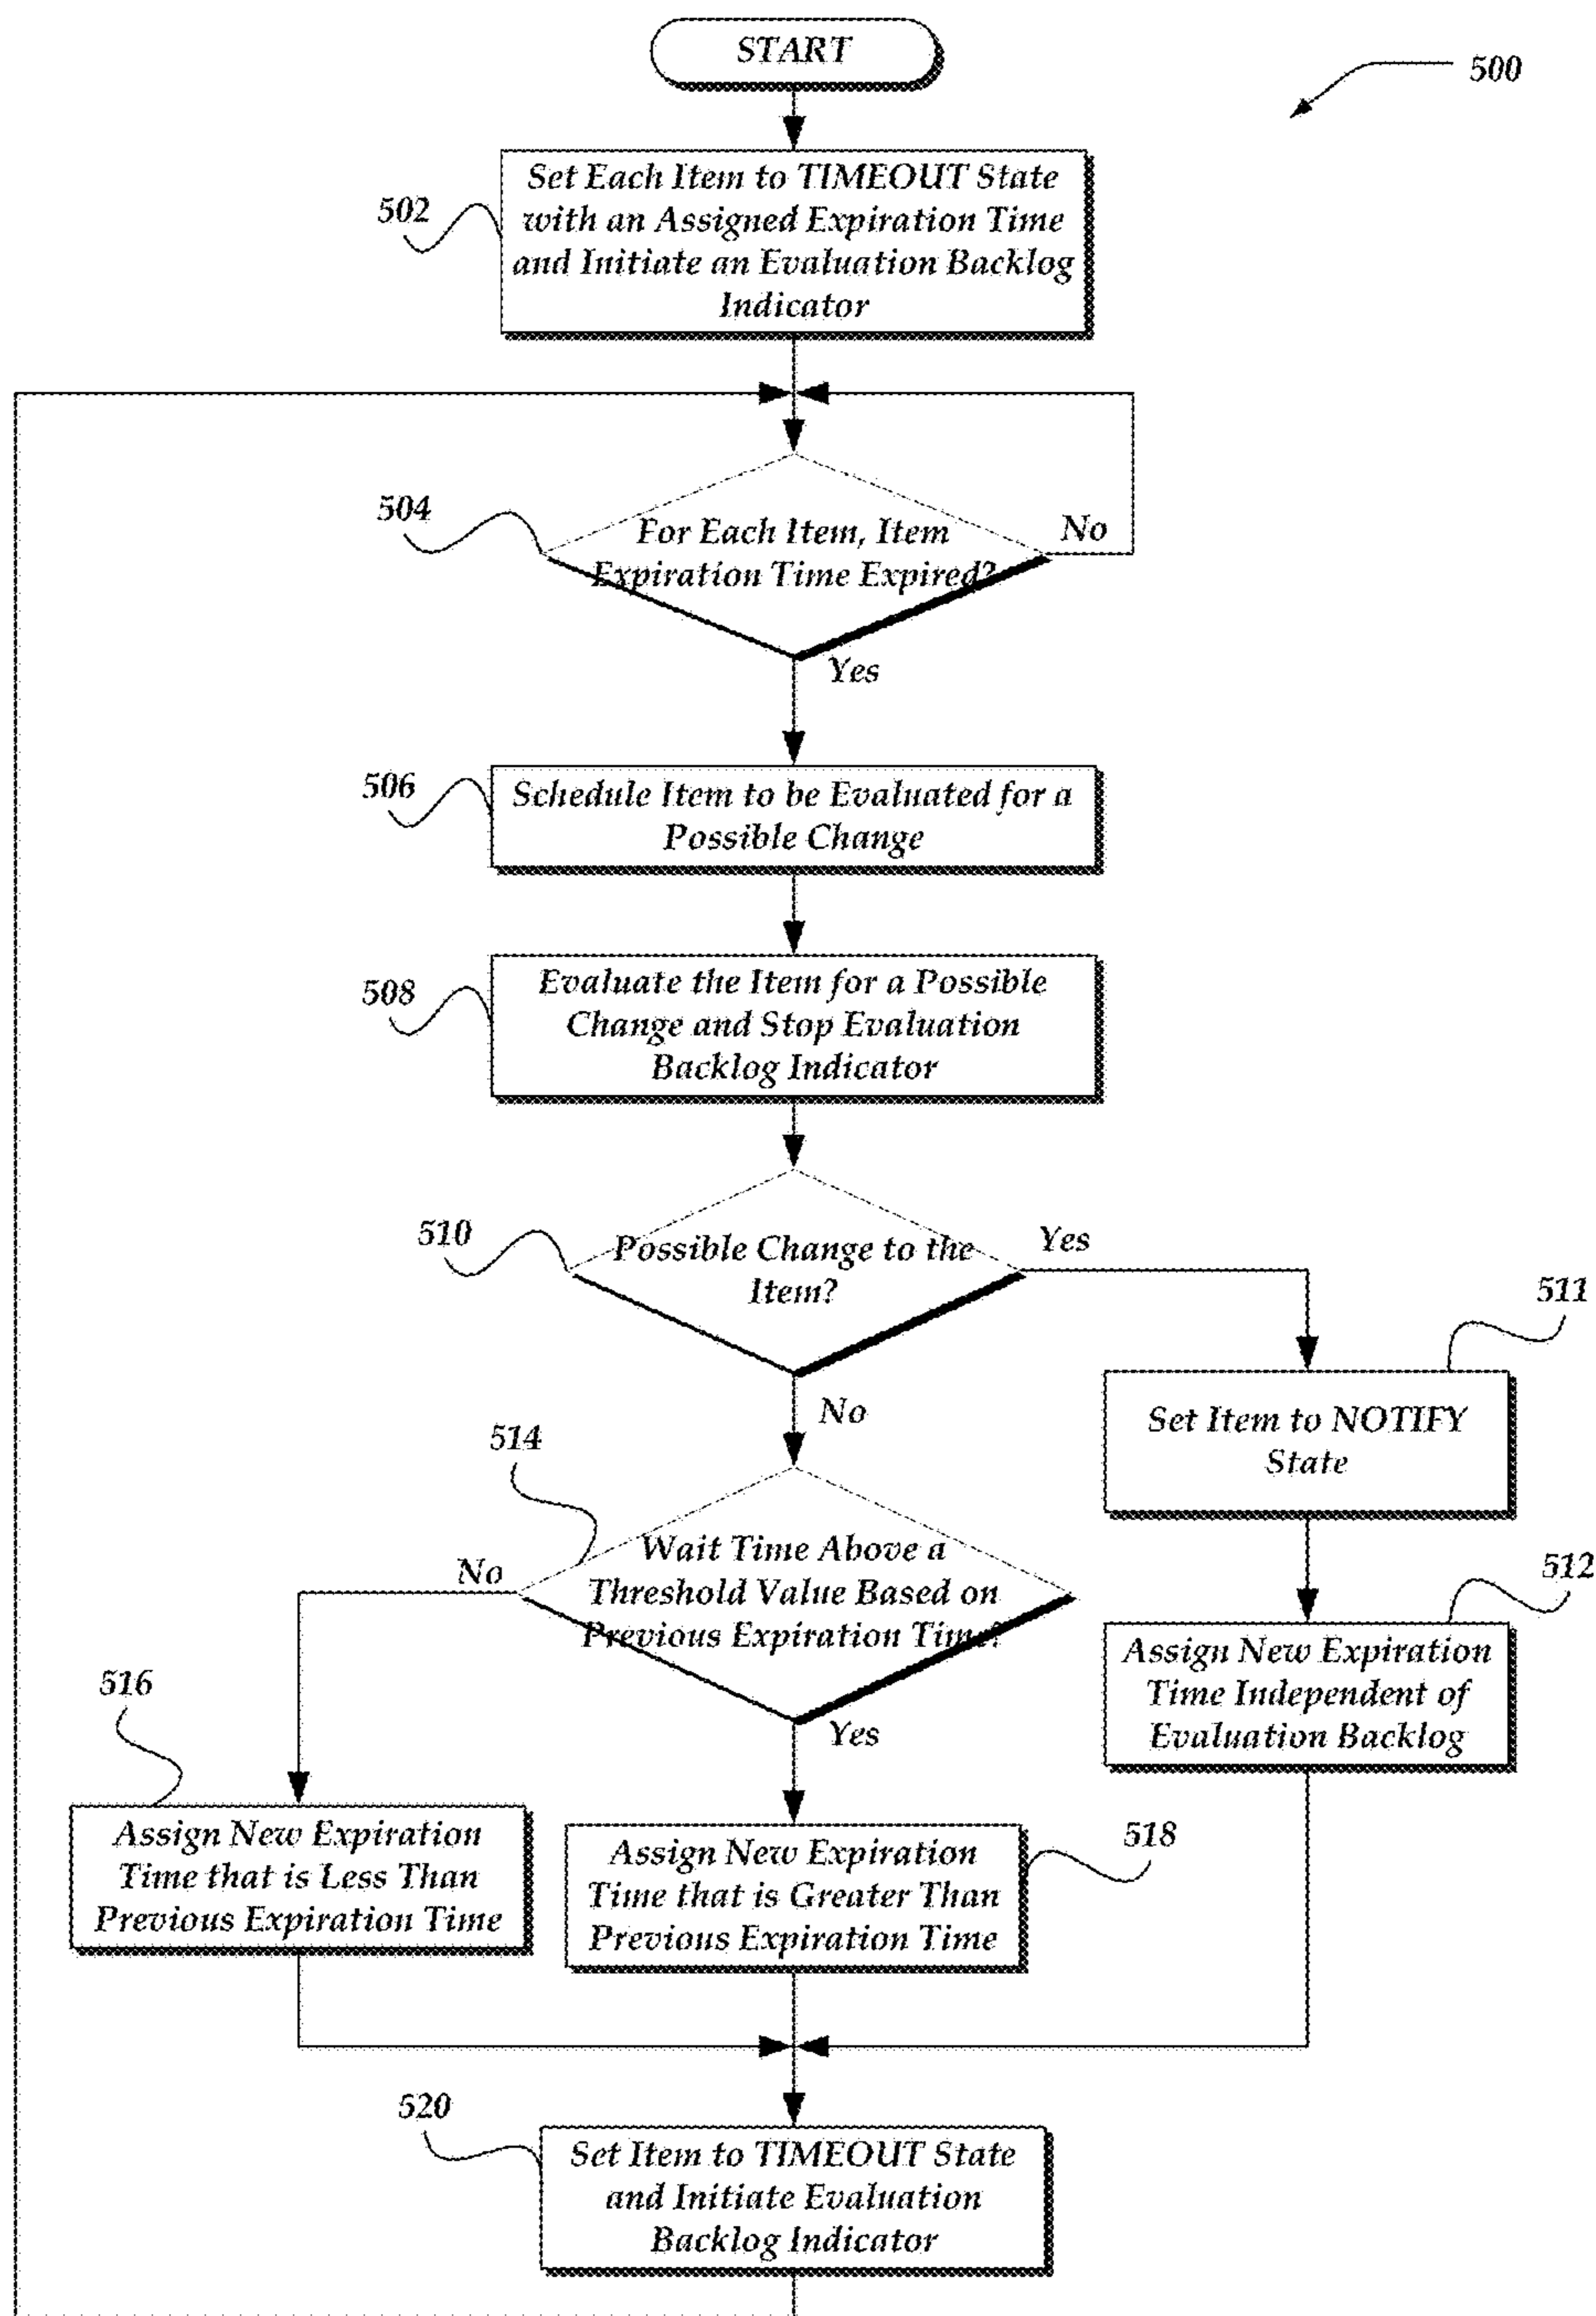 START
500
502
Set Each Item to TIMEOUT State
with an Assigned Expiration Time
and Initiate an Evaluation Backlog
Indicator
504
For Each Item, Item
Expiration Time Expired?
No
Yes
506
Schedule Item to be Evaluated for a
Possible Change
508
Evaluate the Item for a Possible
Change and Stop Evaluation
Backlog Indicator
510
Possible Change to the
Item?
Yes
No
511
Set Item to NOTIFY
State
514
Wait Time Above a
Threshold Value Based on
Previous Expiration Time?
No
Yes
512
Assign New Expiration
Time Independent of
Evaluation Backlog
516
Assign New Expiration
Time that is Less Than
Previous Expiration Time
518
Assign New Expiration
Time that is Greater Than
Previous Expiration Time
520
Set Item to TIMEOUT State
and Initiate Evaluation
Backlog Indicator